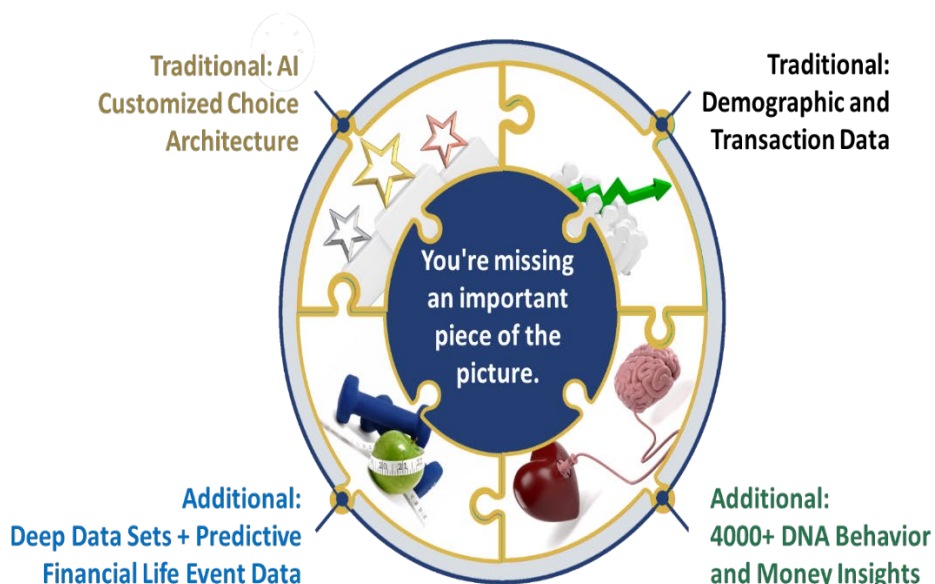 Traditional: AI
Customized Choice
Architecture
Traditional:
Demographic and
Transaction Data
You're missing
an important
piece of the
picture.
Additional:
Deep Data Sets + Predictive
Financial Life Event Data
Additional:
4000+ DNA Behavior
and Money Insights